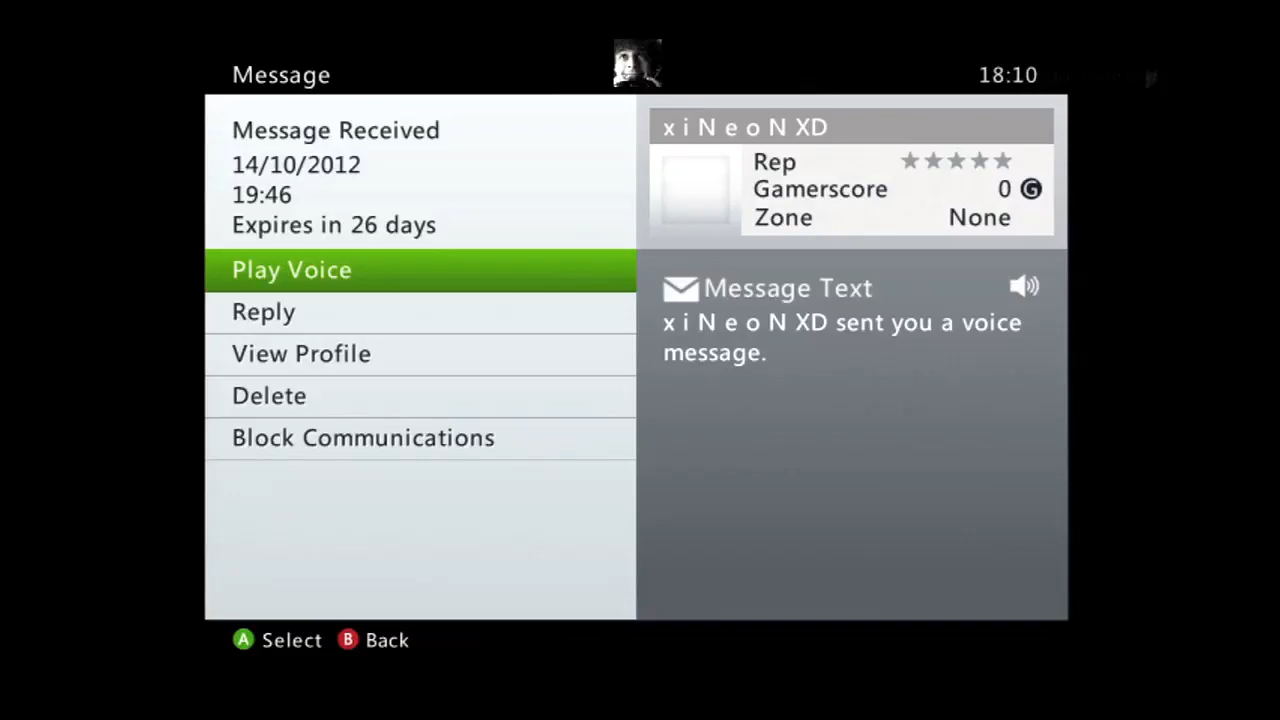 Message
18:10
Message Received
14/10/2012
19:46
Expires in 26 days
Play Voice
Reply
View Profile
Delete
Block Communications
x i N e o N XD
Rep
Gamerscore 0 G
Zone None
Message Text
x i N e o N XD sent you a voice
message.
A Select B Back